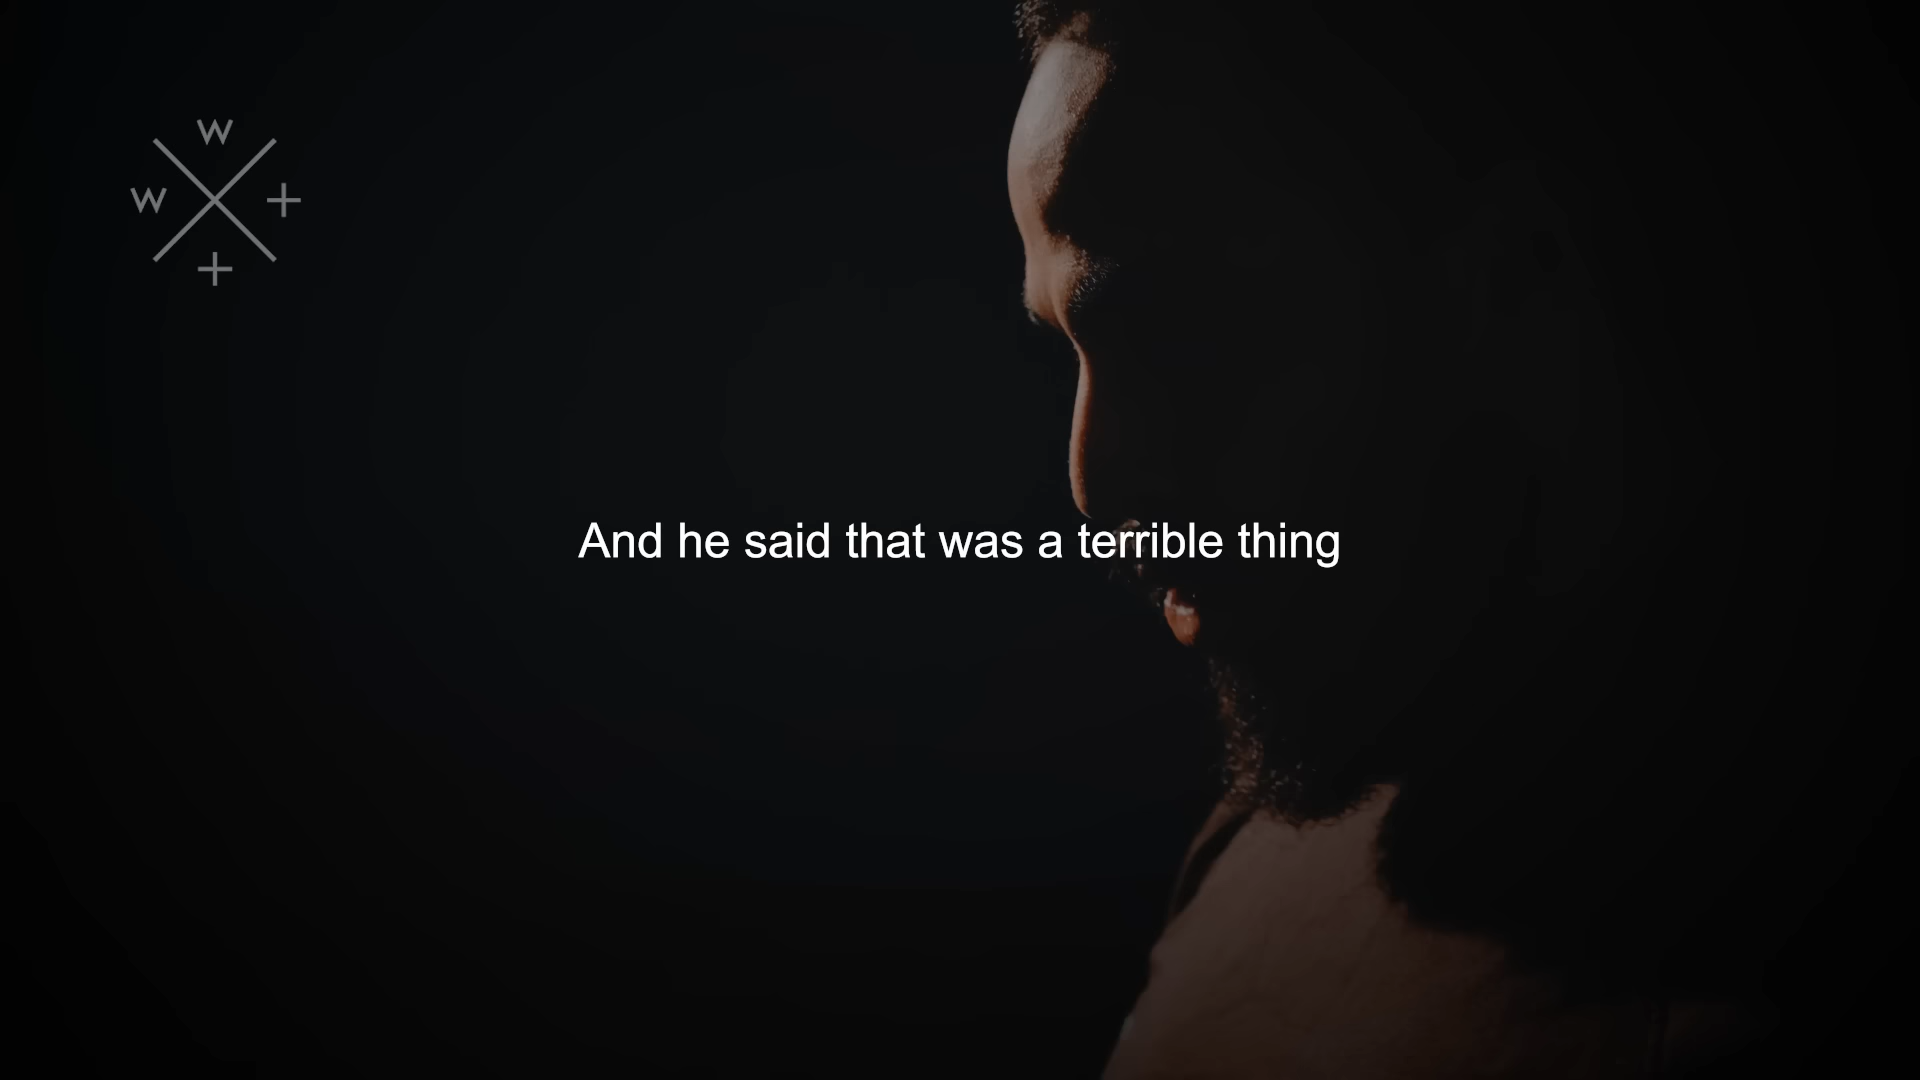 W
W +
+
And he said that was a terrible thing